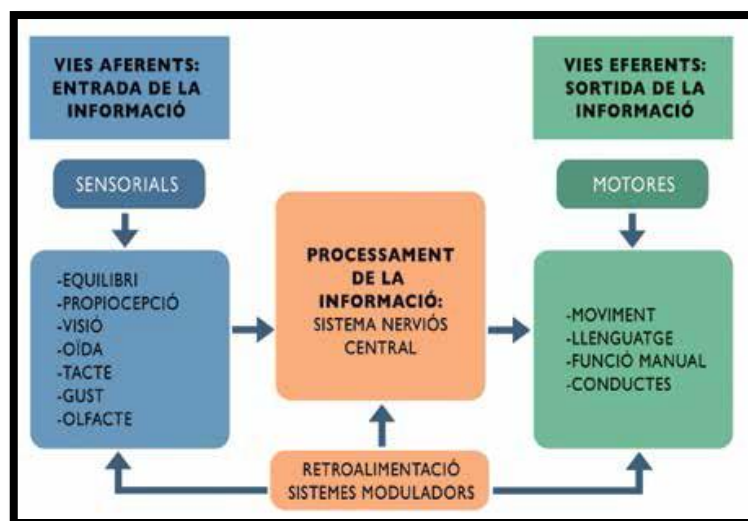 VIES AFERENTS:
ENTRADA DE LA
INFORMACIÓ
SENSORIALS
-EQUILIBRI
-PROPIOCEPCIÓ
-VISIÓ
-OÏDA
-TACTE
-GUST
-OLFACTE
PROCESSAMENT
DE LA
INFORMACIÓ:
SISTEMA NERVIÓS
CENTRAL
VIES EFERENTS:
SORTIDA DE LA
INFORMACIÓ
MOTORES
-MOVIMENT
-LLENGUATGE
-FUNCIÓ MANUAL
-CONDUCTES
RETROALIMENTACIÓ
SISTEMES MODULADORS